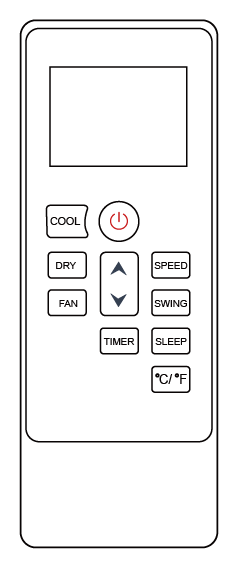 COOL
DRY
SPEED
FAN
SWING
TIMER
SLEEP
°C/°F